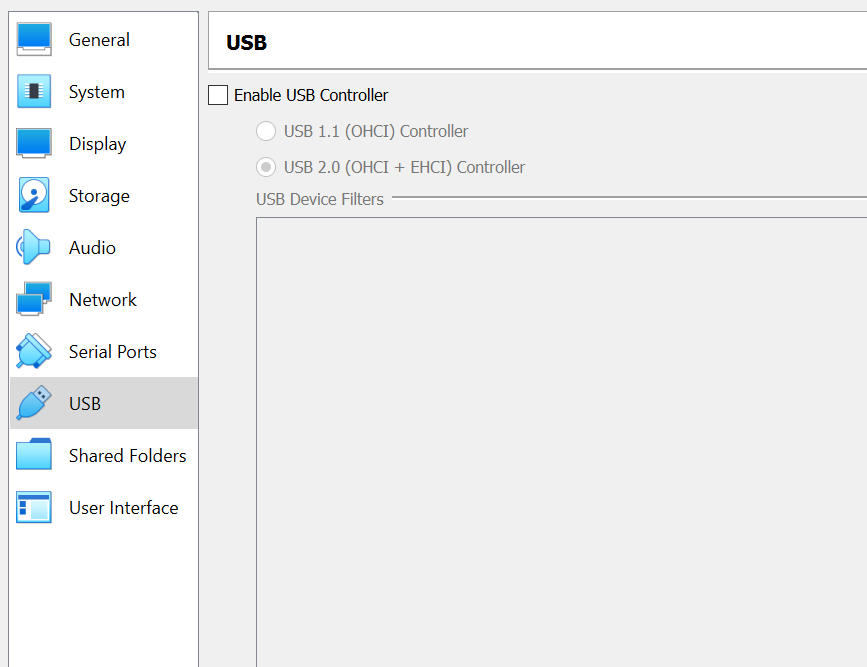 General
System
Display
Storage
Audio
Network
Serial Ports
USB
Shared Folders
User Interface
USB
Enable USB Controller
USB 1.1 (OHCI) Controller
USB 2.0 (OHCI + EHCI) Controller
USB Device Filters